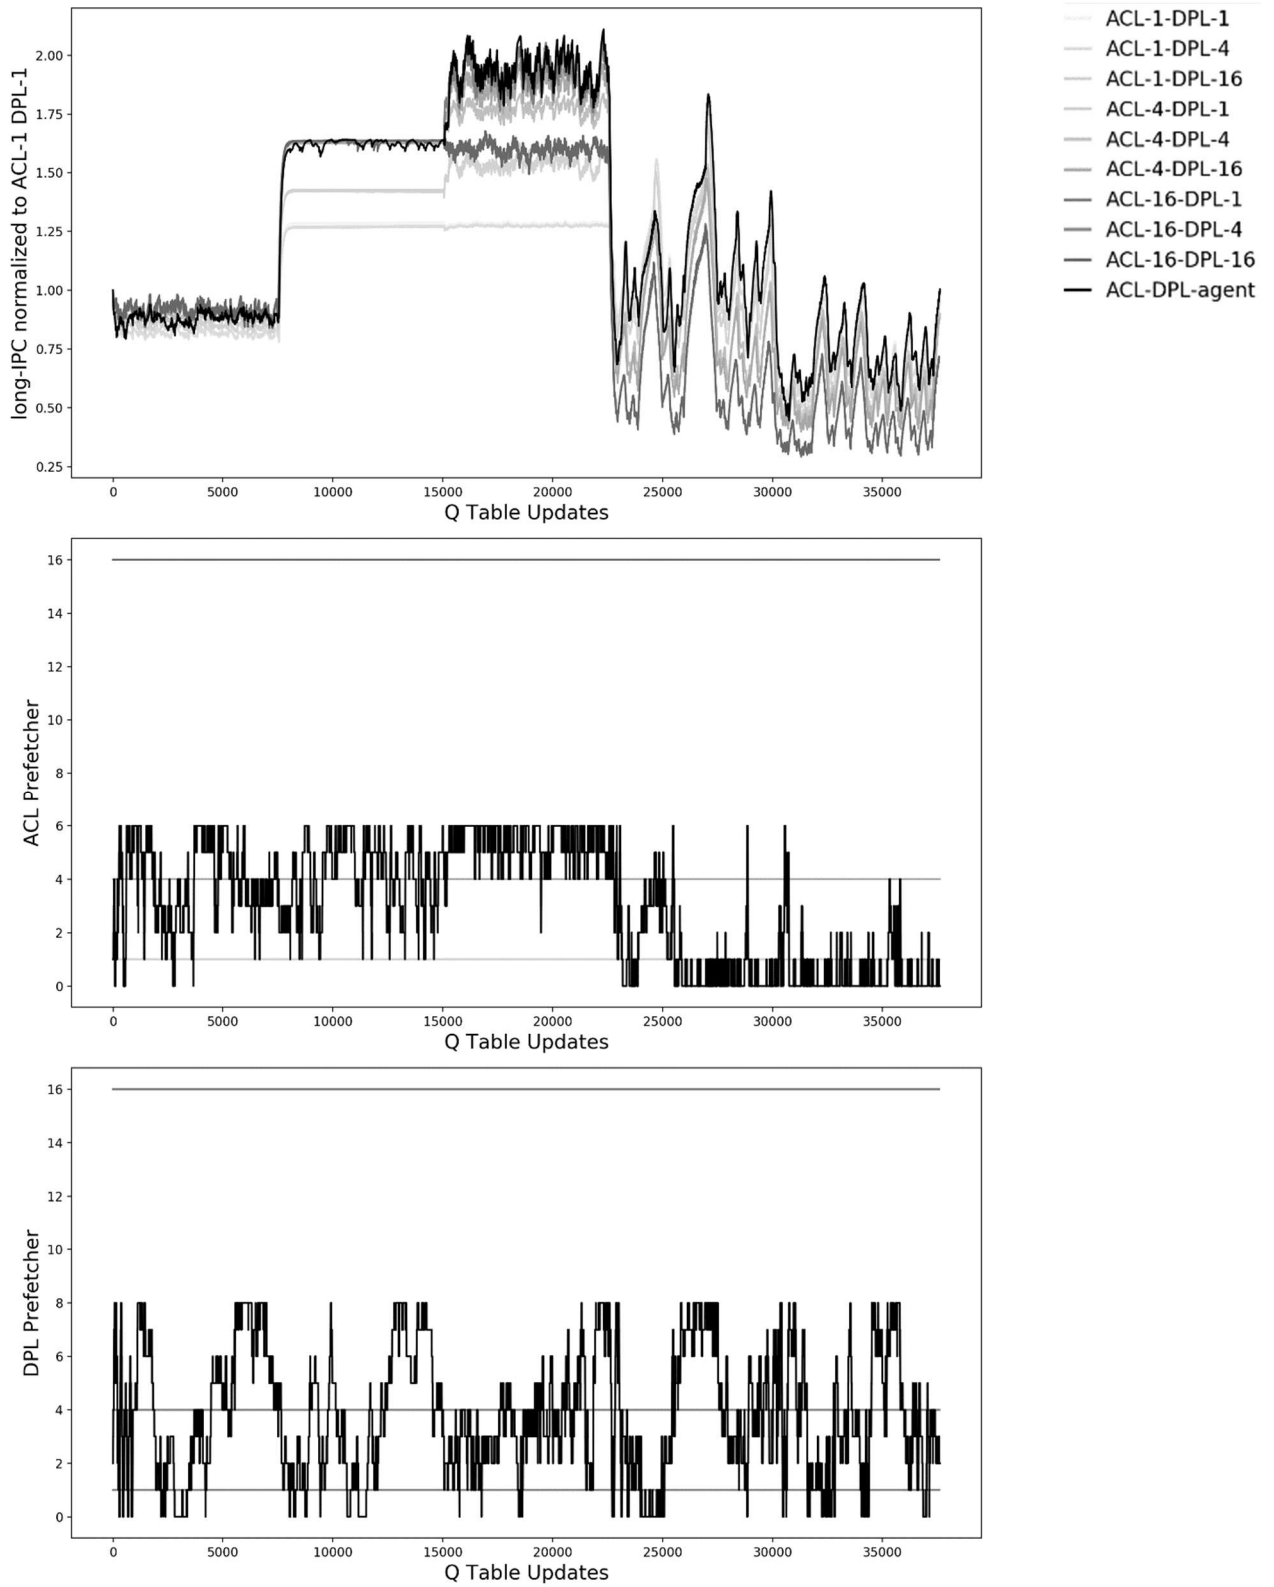 long-IPC normalized to ACL-1 DPL-1
2.00
1.75
1.50
1.25
1.00
0.75
0.50
0.25
0 5000 10000 15000 20000 25000 30000 35000
Q Table Updates
ACL-1-DPL-1
ACL-1-DPL-4
ACL-1-DPL-16
ACL-4-DPL-1
ACL-4-DPL-4
ACL-4-DPL-16
ACL-16-DPL-1
ACL-16-DPL-4
ACL-16-DPL-16
ACL-DPL-agent
ACL Prefetcher
16
14
12
10
8
6
4
2
0
0 5000 10000 15000 20000 25000 30000 35000
Q Table Updates
DPL Prefetcher
16
14
12
10
8
6
4
2
0
0 5000 10000 15000 20000 25000 30000 35000
Q Table Updates